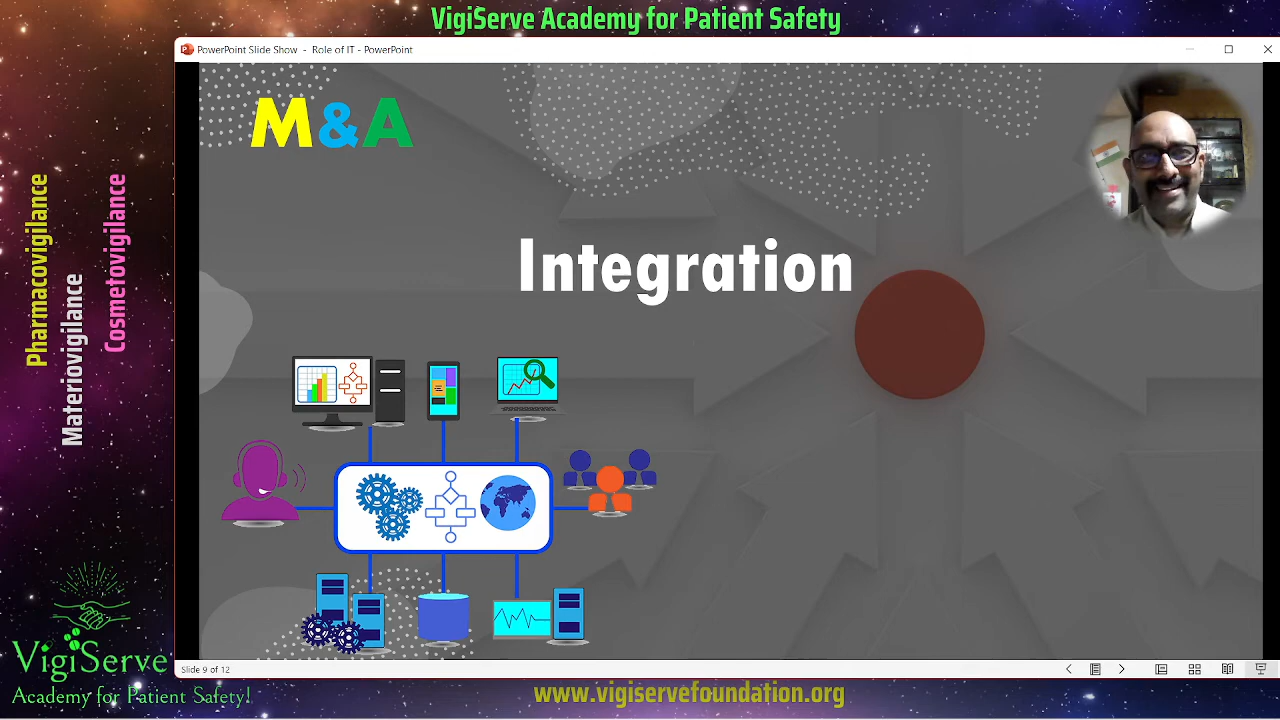 VigiServe Academy for Patient Safety
PowerPoint Slide Show - Role of IT - PowerPoint
M&A
Integration
Pharmacovigilance
Materiovigilance
Cosmetovigilance
VigiServe
Academy for Patient Safety!
Slide 9 of 12
www.vigiservefoundation.org